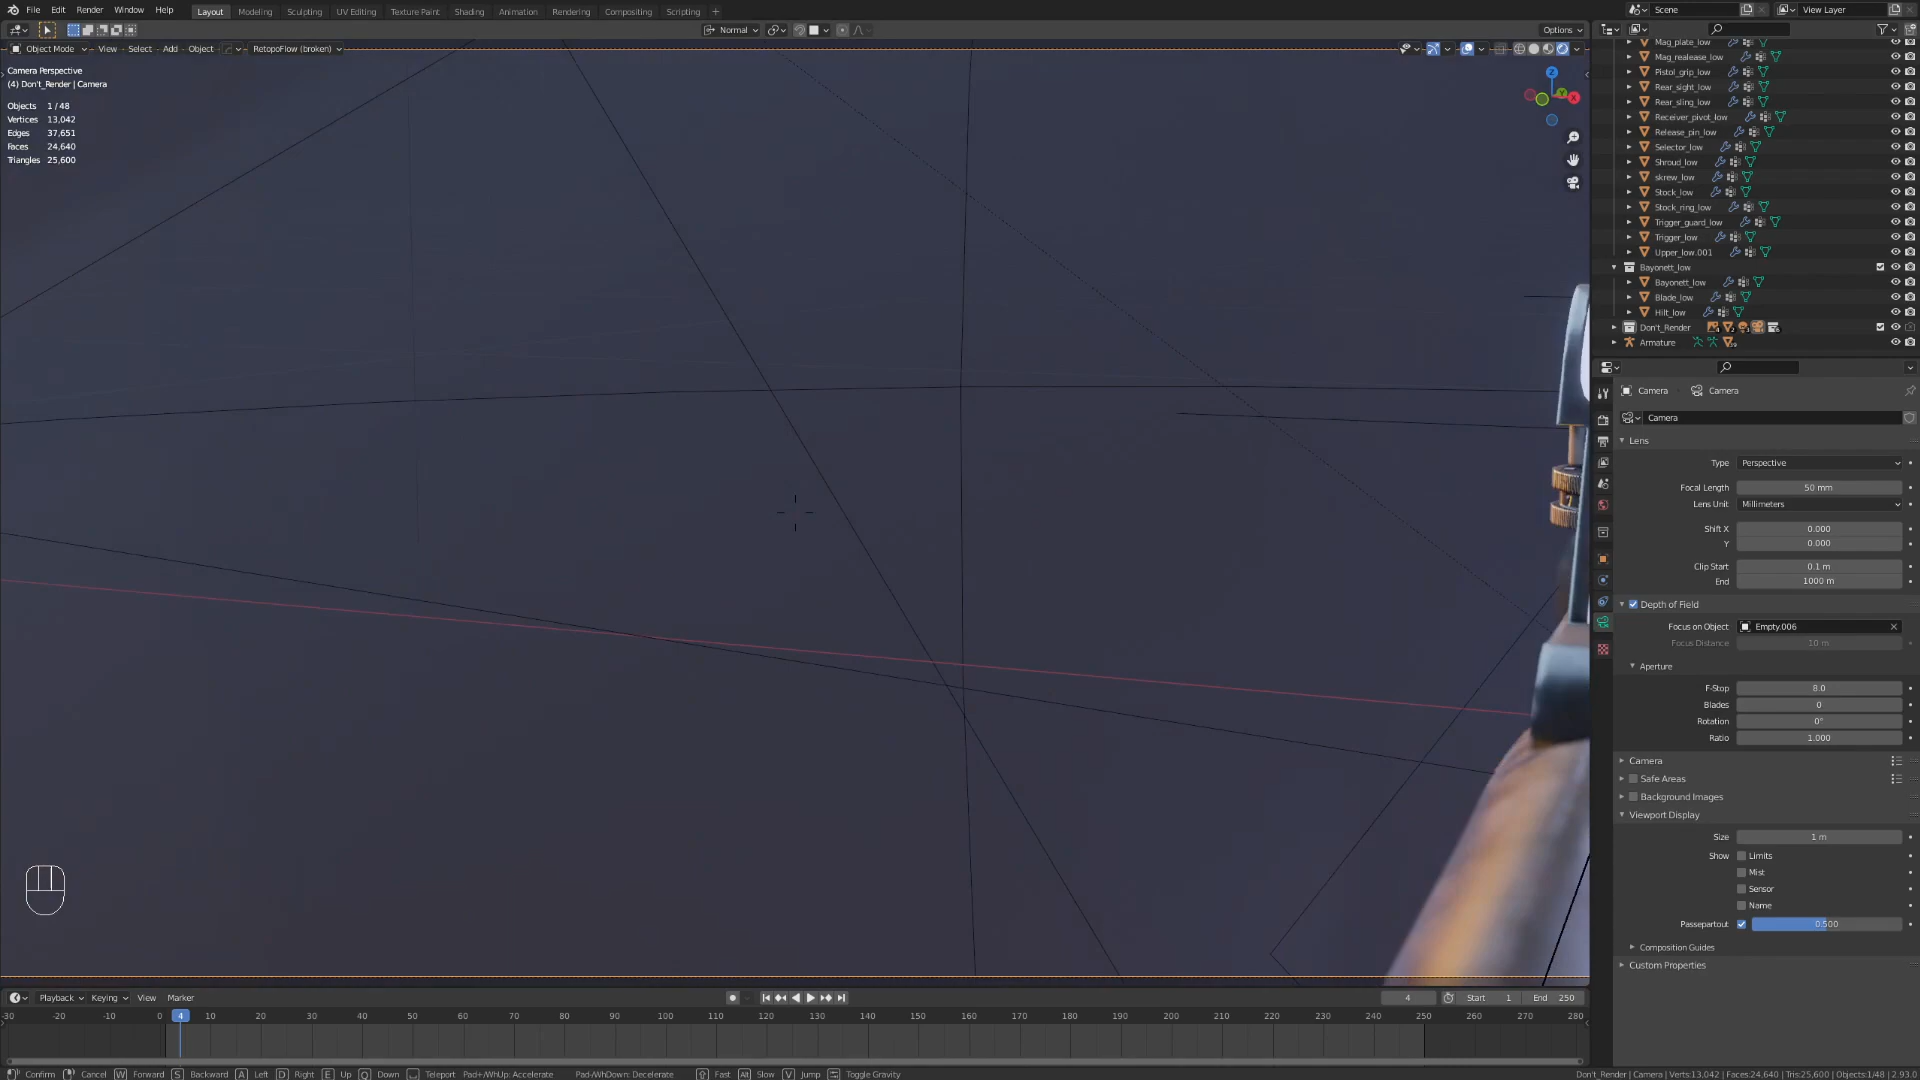 File Edit Render Window Help
Layout Modeling Sculpting UV Editing Texture Paint Shading Animation Rendering Compositing Scripting +
Scene
View Layer
Object Mode View Select Add Object RetopoFlow (broken)
Normal
Options
Camera Perspective
(4) Don't_Render | Camera
Objects 1 / 48
Vertices 13,042
Edges 37,651
Faces 24,640
Triangles 25,600
Mag_plate_low
Mag_realease_low
Pistol_grip_low
Rear_sight_low
Rear_sling_low
Receiver_pivot_low
Release_pin_low
Selector_low
Shroud_low
skrew_low
Stock_low
Stock_ring_low
Trigger_guard_low
Trigger_low
Upper_low.001
Bayonett_low
Bayonett_low
Blade_low
Hilt_low
Don't_Render
Armature
Camera Camera
Camera
Lens
Type Perspective
Focal Length 50 mm
Lens Unit Millimeters
Shift X 0.000
Y 0.000
Clip Start 0.1 m
End 1000 m
Depth of Field
Focus on Object Empty.006
Focus Distance 10 m
Aperture
F-Stop 8.0
Blades 0
Rotation 0°
Ratio 1.000
Camera
Safe Areas
Background Images
Viewport Display
Size 1 m
Show Limits
Mist
Sensor
Name
Passepartout 0.500
Composition Guides
Custom Properties
Playback Keying View Marker
4 Start 1 End 250
-30 -20 -10 0 4 10 20 30 40 50 60 70 80 90 100 110 120 130 140 150 160 170 180 190 200 210 220 230 240 250 260 270 280
Confirm Cancel W Forward S Backward A Left D Right E Up Q Down Teleport Pad+/WhUp: Accelerate Pad-/WhDown: Decelerate Fast Alt Slow V Jump Toggle Gravity
Don't_Render | Camera | Verts:13,042 | Faces:24,640 | Tris:25,600 | Objects:1/48 | 2.93.0